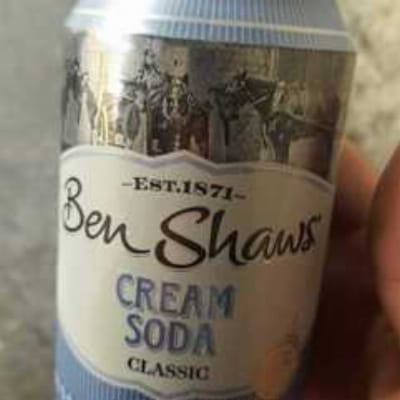 -EST.1871-
Ben Shaws
CREAM
SODA
CLASSIC